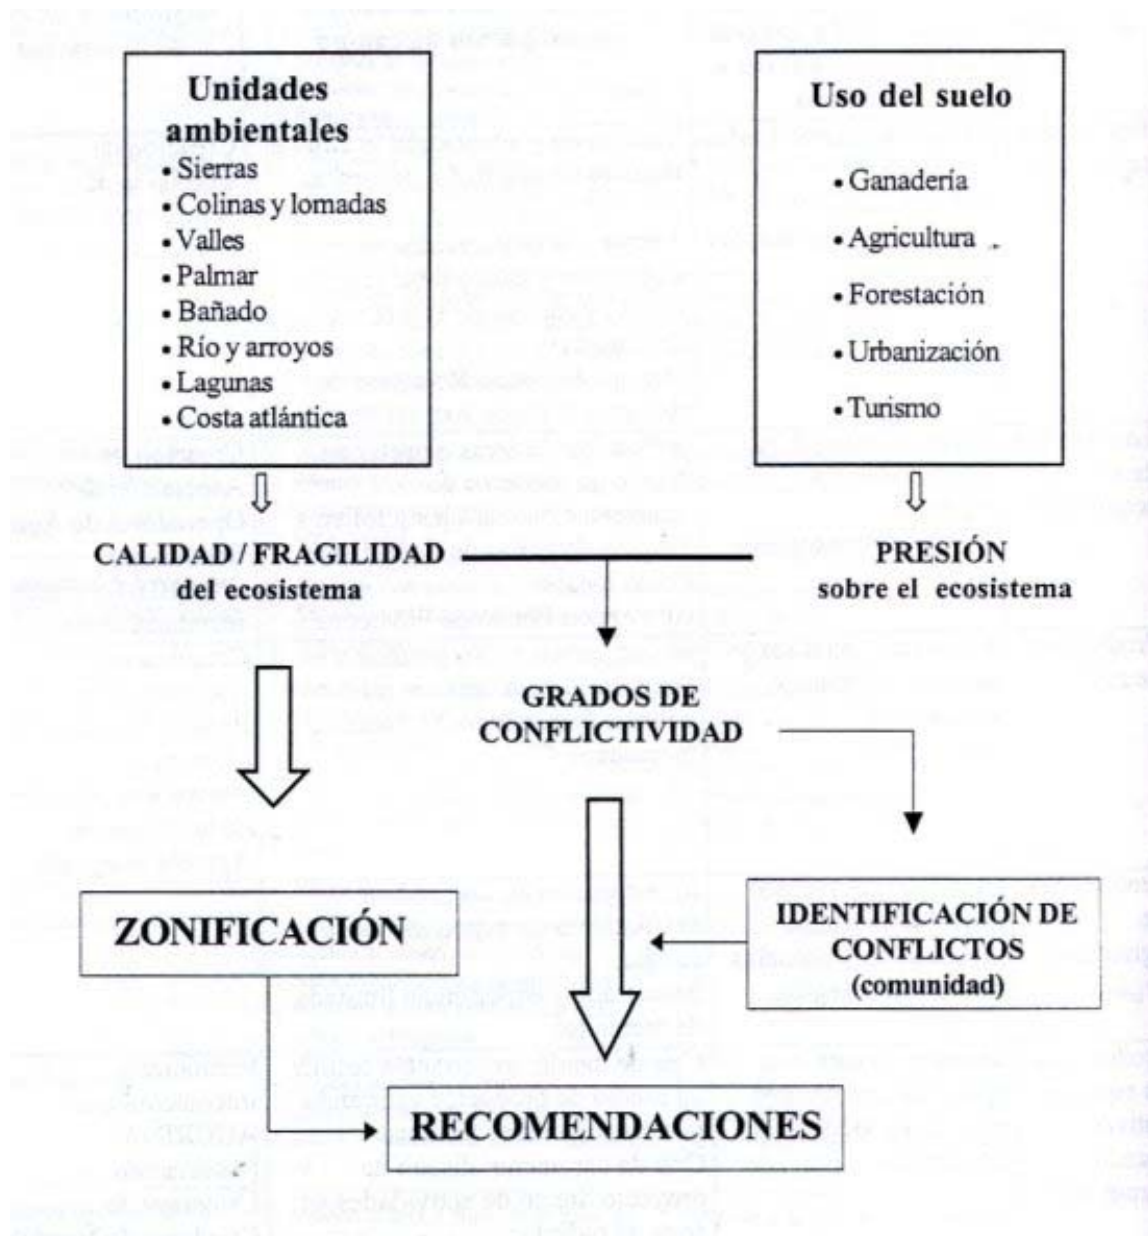 Unidades
ambientales
• Sierras
• Colinas y lomadas
• Valles
• Palmar
• Bañado
• Río y arroyos
• Lagunas
• Costa atlántica
Uso del suelo
• Ganadería
• Agricultura
• Forestación
• Urbanización
• Turismo
CALIDAD / FRAGILIDAD
del ecosistema
PRESIÓN
sobre el ecosistema
GRADOS DE
CONFLICTIVIDAD
ZONIFICACIÓN
IDENTIFICACIÓN DE
CONFLICTOS
(comunidad)
RECOMENDACIONES